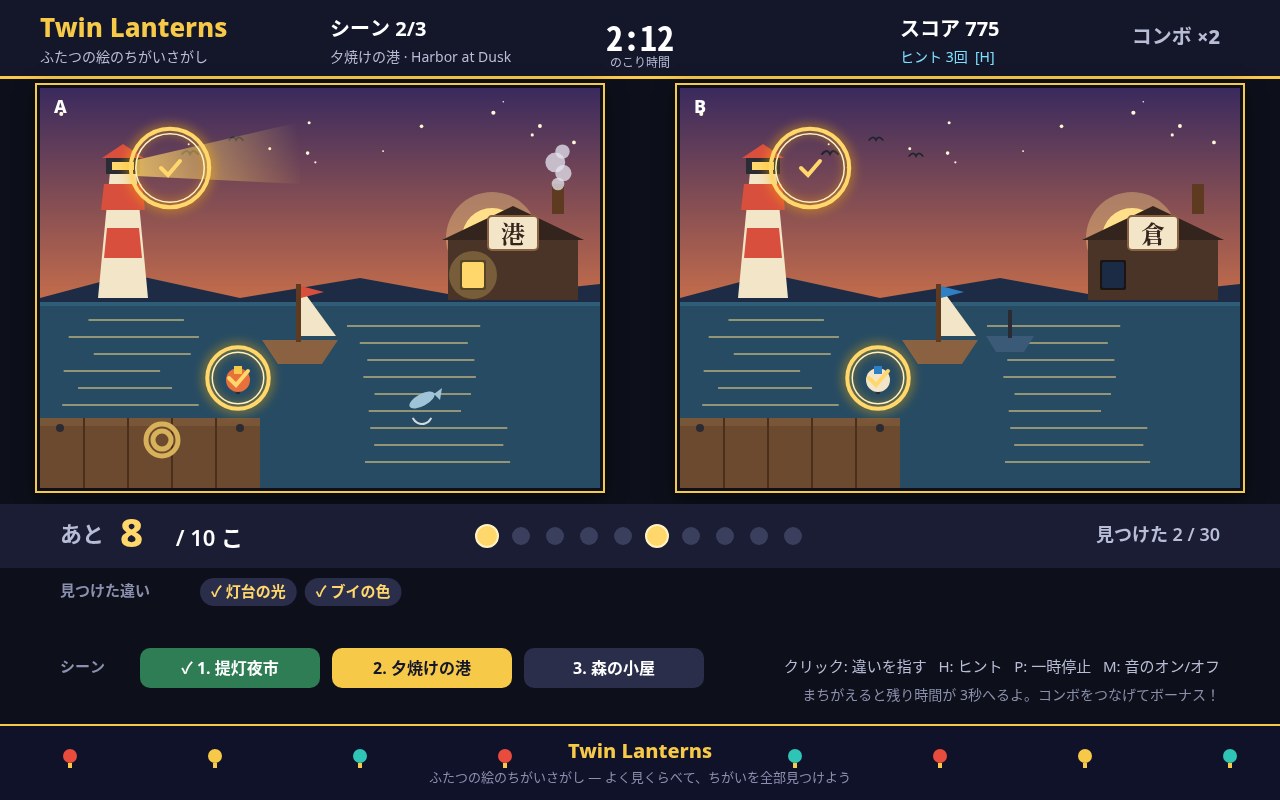 Twin Lanterns
ふたつの絵のちがいさがし
シーン 2/3
夕焼けの港 · Harbor at Dusk
2:12
のこり時間
スコア 775
ヒント 3回 [H]
コンボ ×2
A
港
B
倉
あと 8 / 10 こ
見つけた 2 / 30
見つけた違い
✓ 灯台の光
✓ ブイの色
シーン
✓ 1. 提灯夜市
2. 夕焼けの港
3. 森の小屋
クリック: 違いを指す H: ヒント P: 一時停止 M: 音のオン/オフ
まちがえると残り時間が 3秒へるよ。コンボをつなげてボーナス！
Twin Lanterns
ふたつの絵のちがいさがし — よく見くらべて、ちがいを全部見つけよう